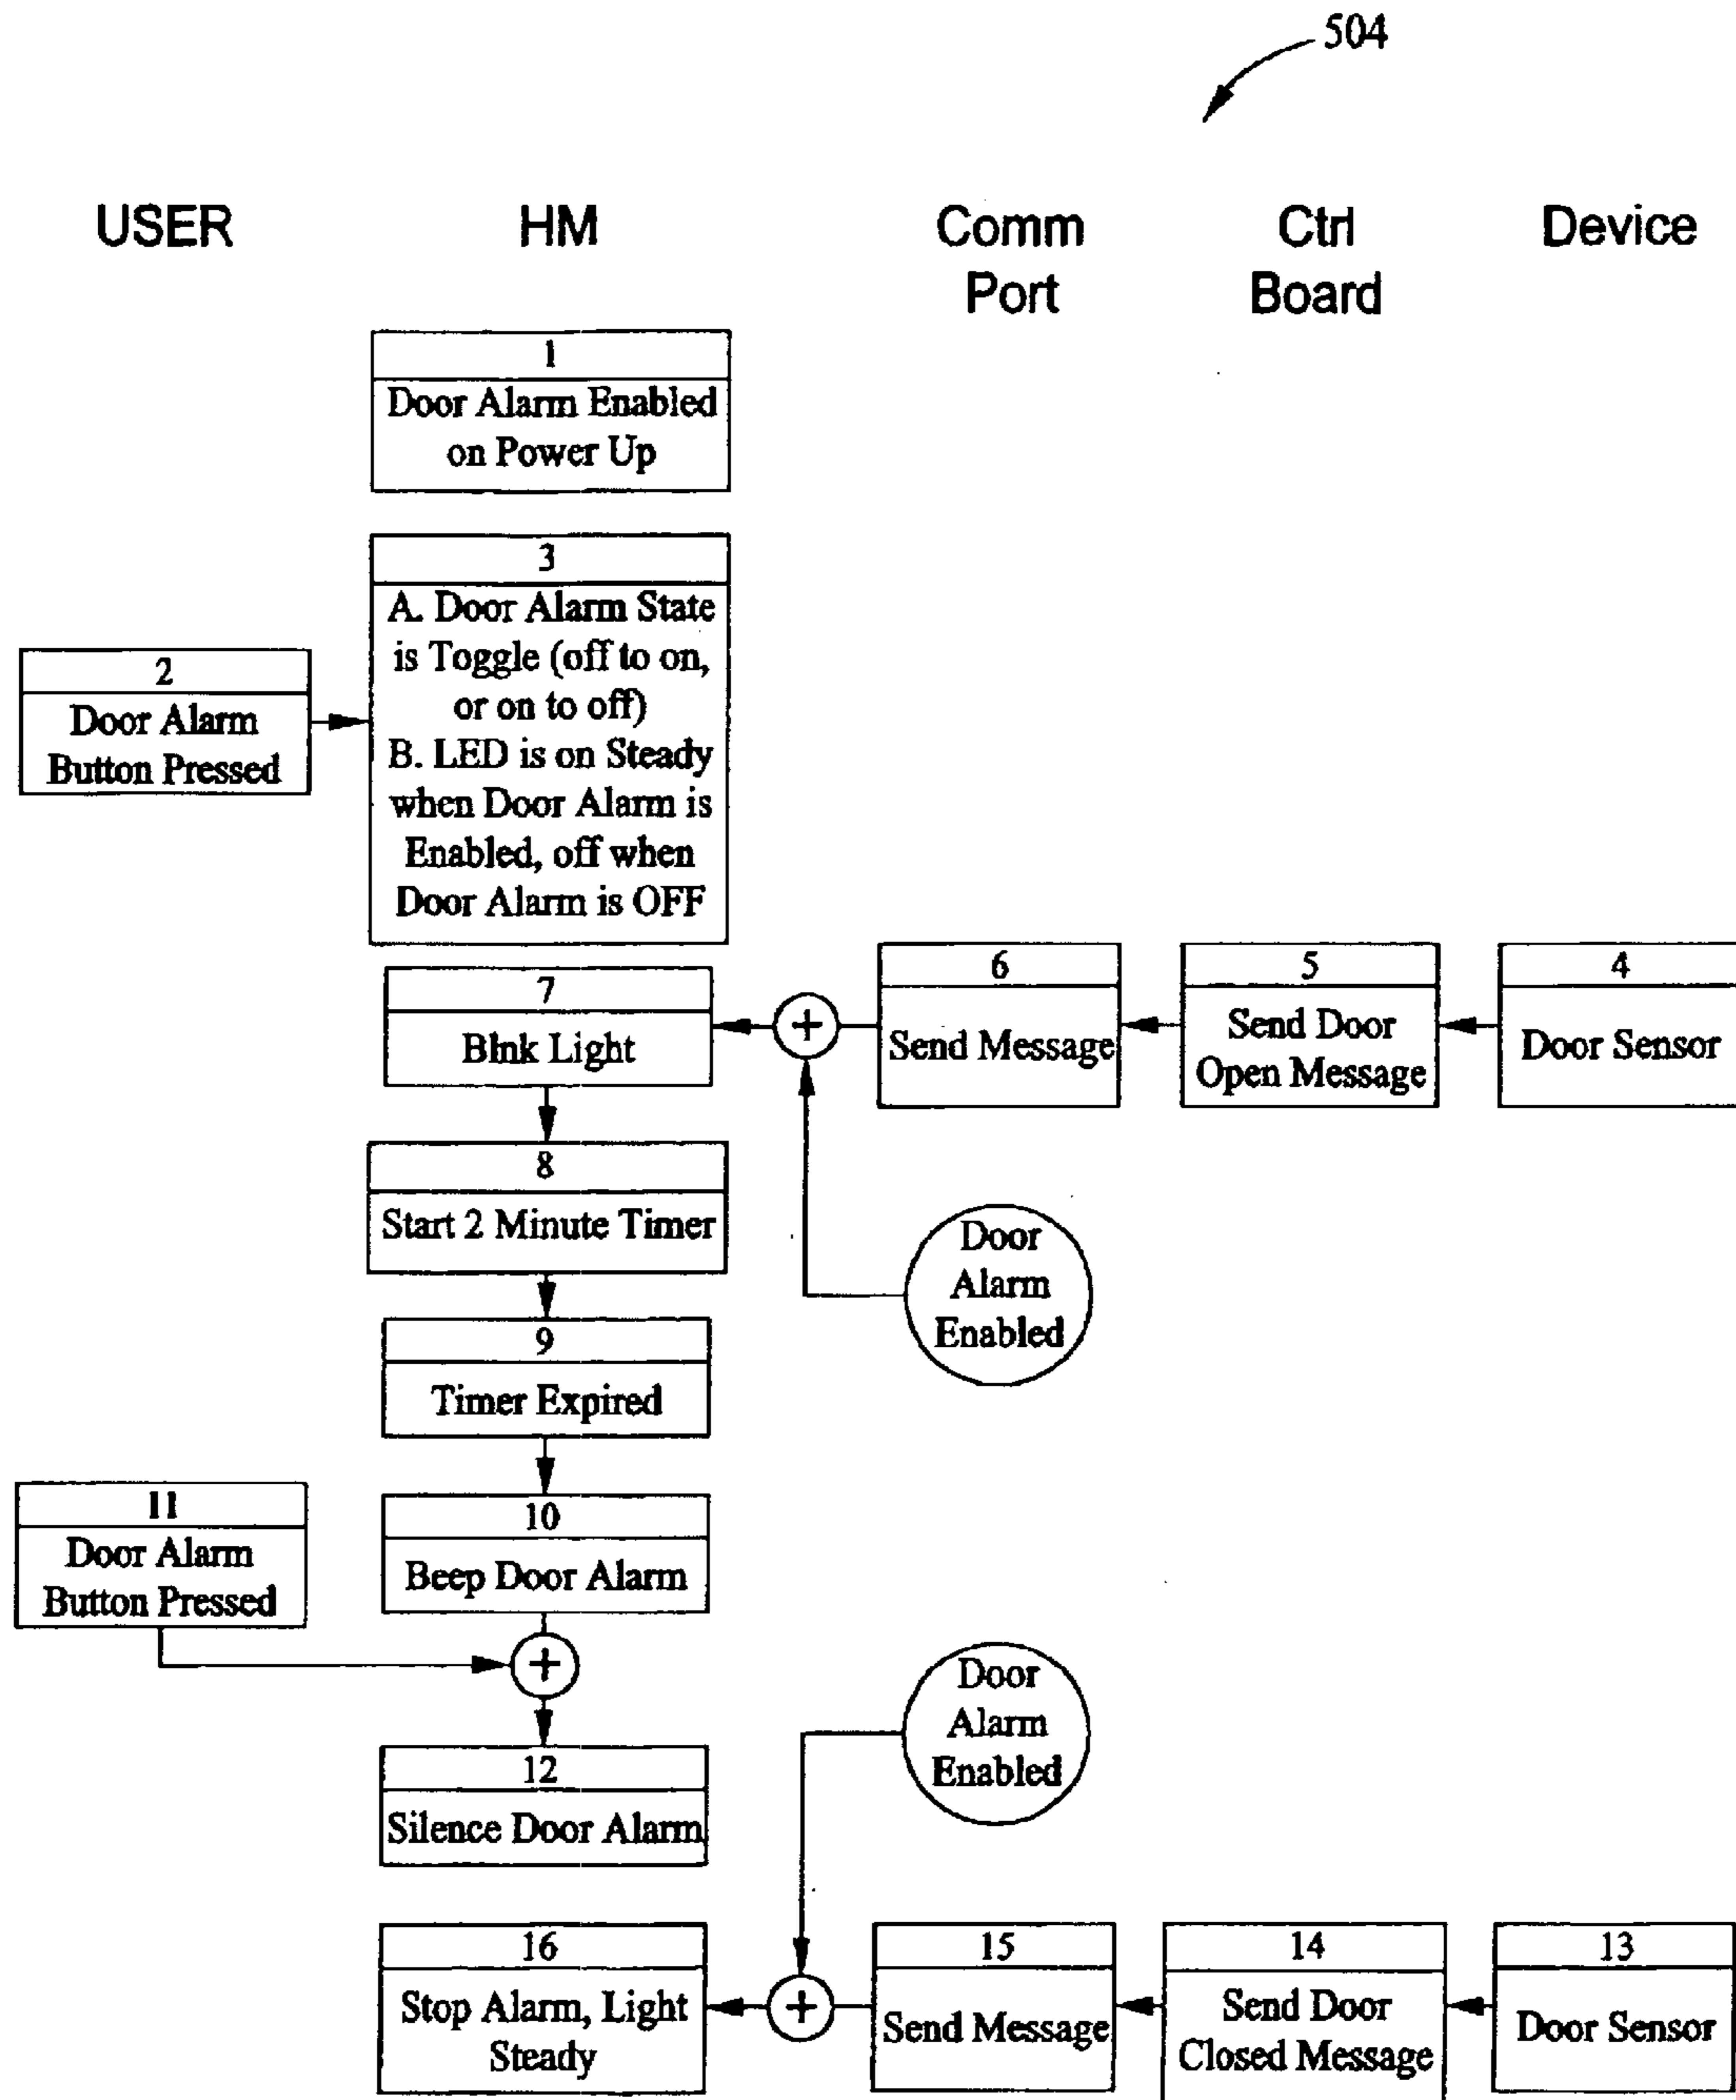 504
USER
HM
Comm
Port
Ctrl
Board
Device
1
Door Alarm Enabled
on Power Up
3
A. Door Alarm State
is Toggle (off to on,
or on to off)
B. LED is on Steady
when Door Alarm is
Enabled, off when
Door Alarm is OFF
2
Door Alarm
Button Pressed
7
Blnk Light
+
6
Send Message
5
Send Door
Open Message
4
Door Sensor
8
Start 2 Minute Timer
Door
Alarm
Enabled
9
Timer Expired
11
Door Alarm
Button Pressed
10
Beep Door Alarm
+
Door
Alarm
Enabled
12
Silence Door Alarm
16
Stop Alarm, Light
Steady
+
15
Send Message
14
Send Door
Closed Message
13
Door Sensor